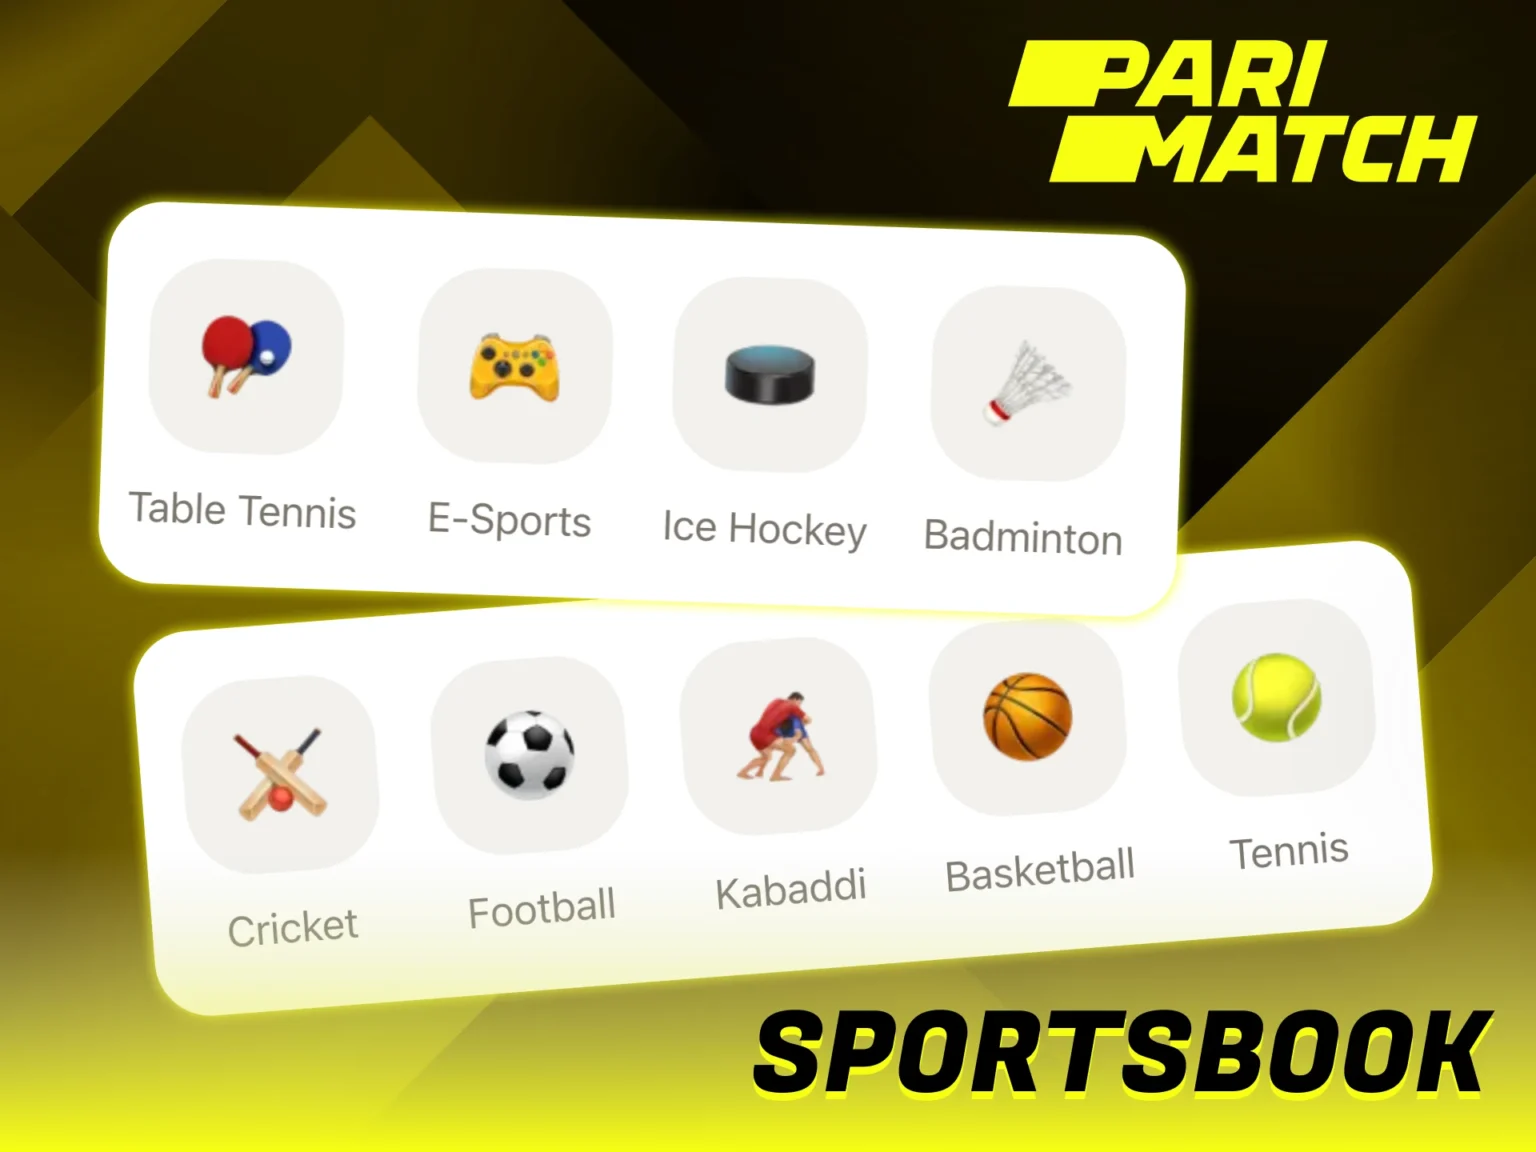 PARI
MATCH
Table Tennis
E-Sports
Ice Hockey
Badminton
Cricket
Football
Kabaddi
Basketball
Tennis
SPORTSBOOK